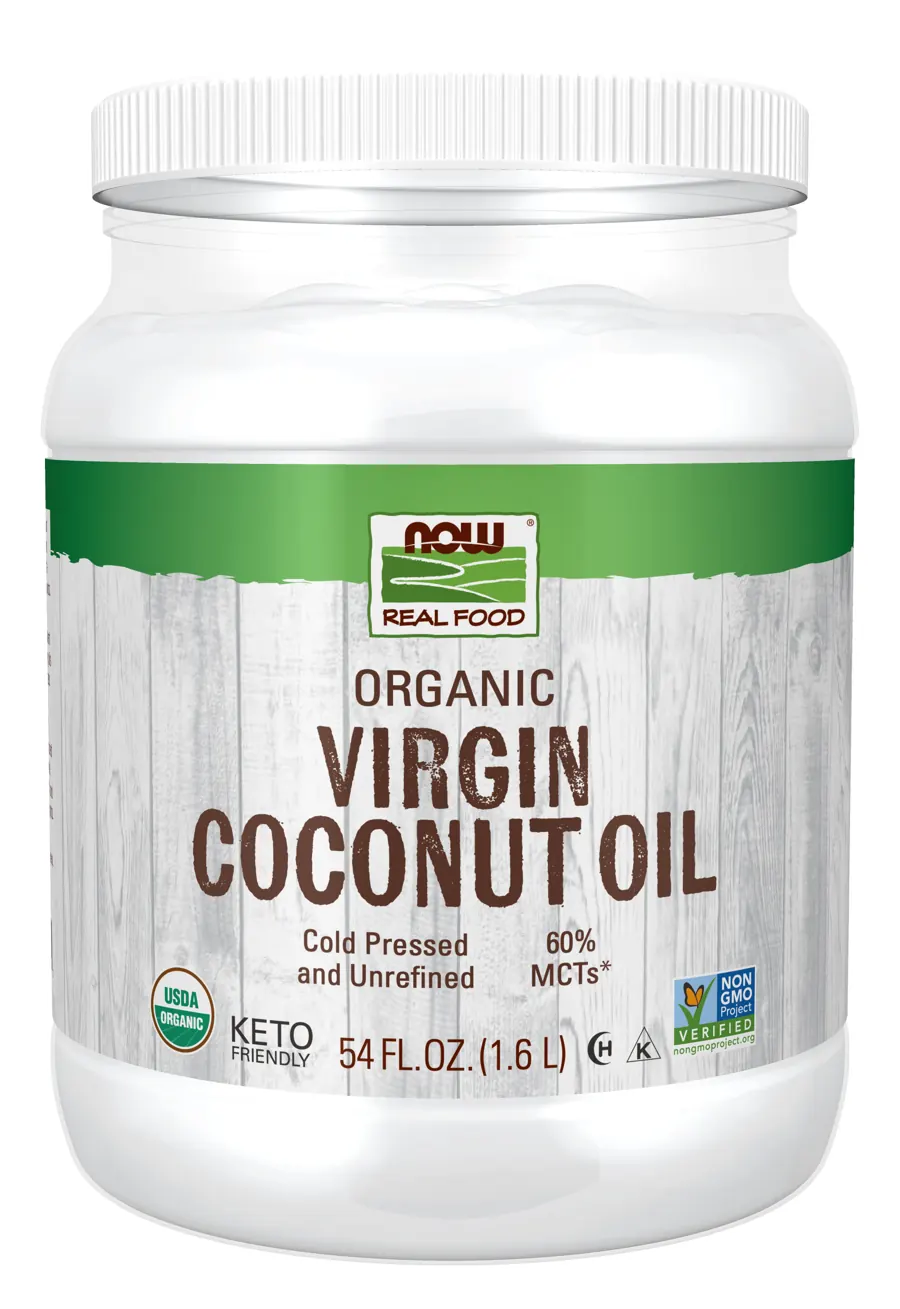 NOW®
REAL FOOD
ORGANIC
VIRGIN
COCONUT OIL
Cold Pressed
and Unrefined
60%
MCTs*
USDA
ORGANIC
KETO
FRIENDLY
54 FL. OZ. (1.6 L)
H
K
NON
GMO
Project
VERIFIED
nongmoproject.org